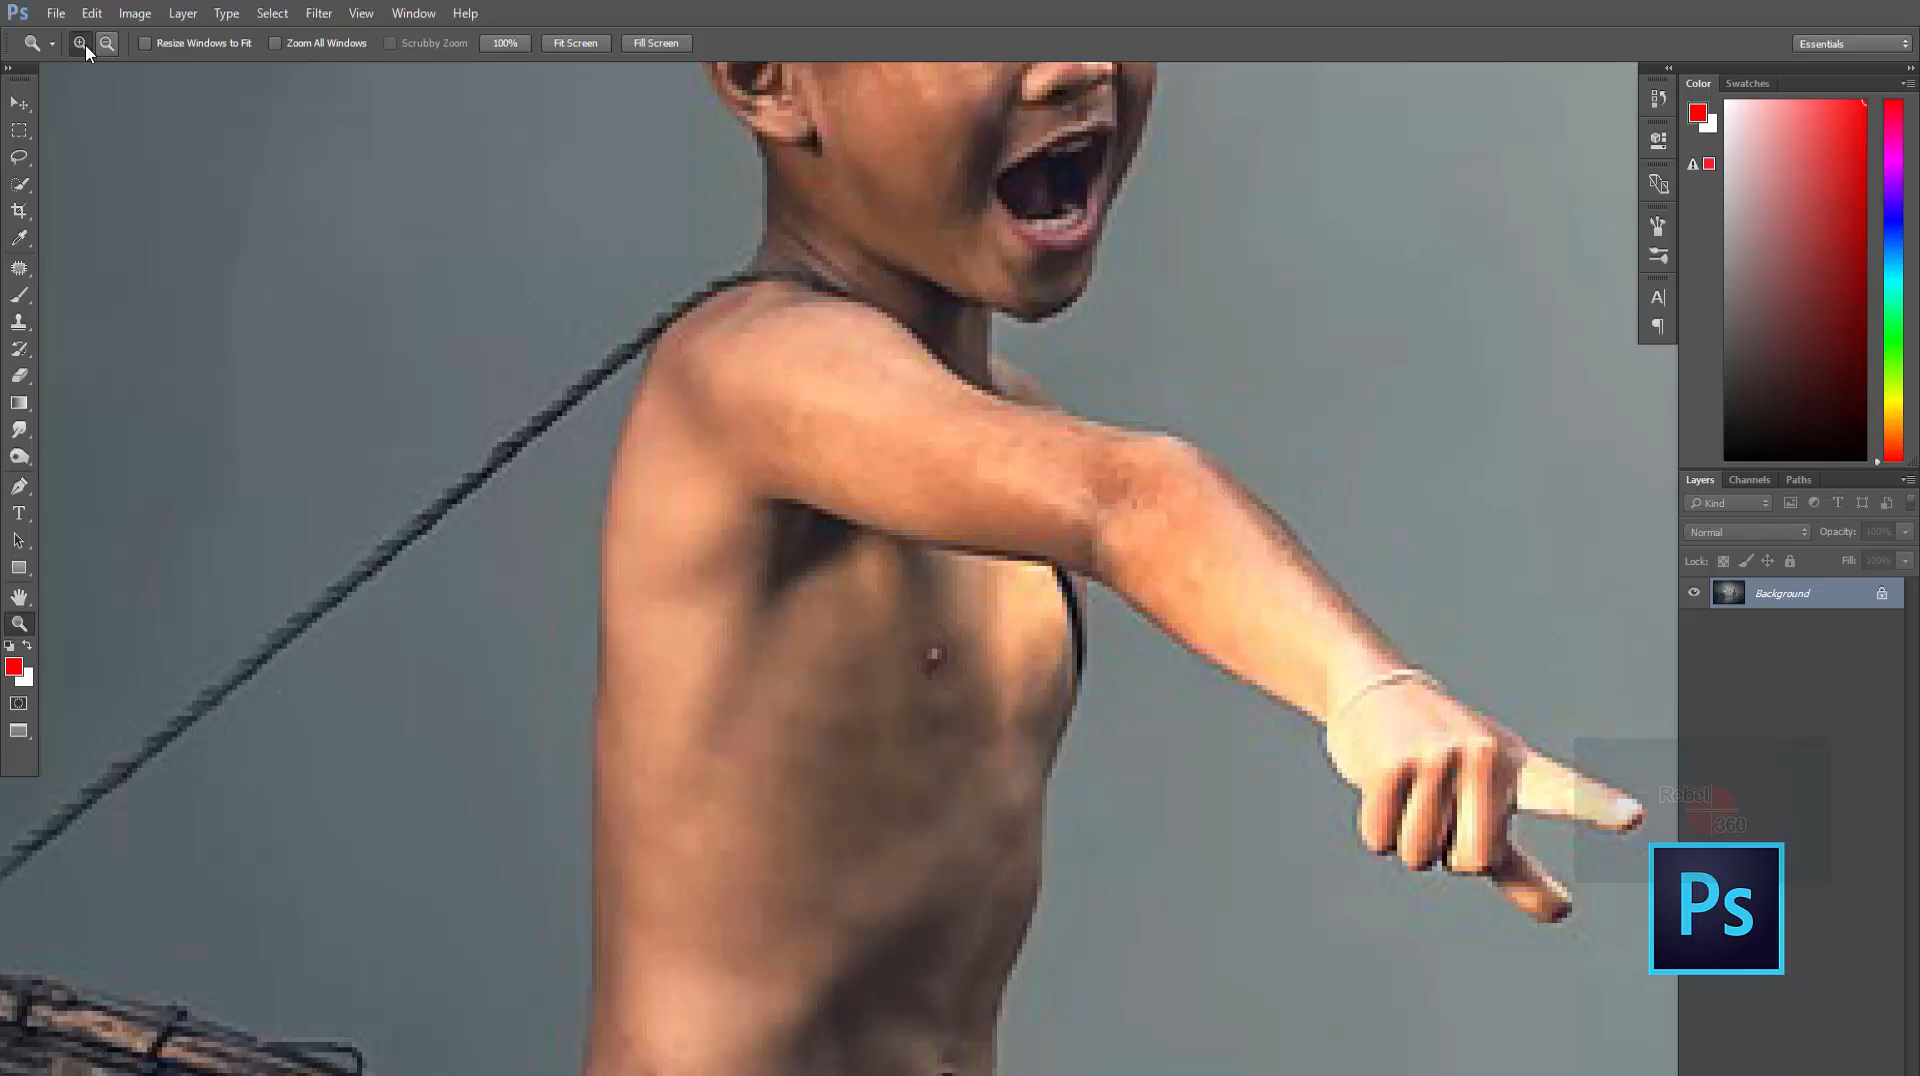 Ps File Edit Image Layer Type Select Filter View Window Help
Resize Windows to Fit Zoom All Windows Scrubby Zoom 100% Fit Screen Fill Screen Essentials
Color Swatches
Layers Channels Paths
Kind
Normal Opacity: 100%
Lock: Fill: 100%
Background
Rebel
360
Ps